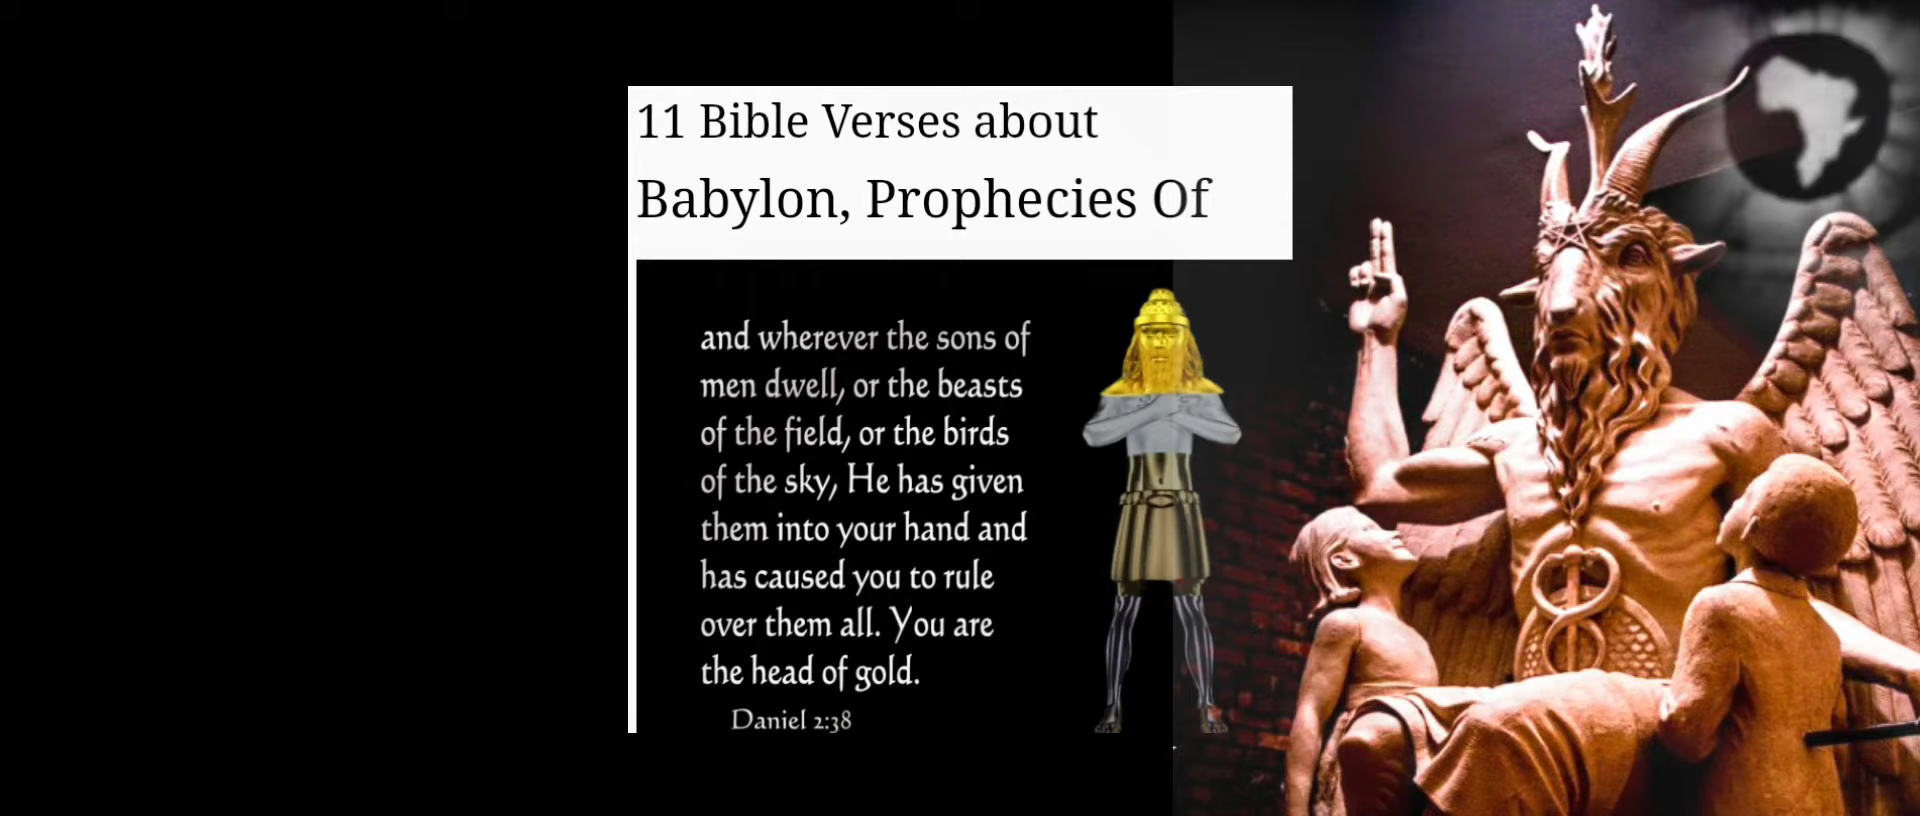 11 Bible Verses about
Babylon, Prophecies Of
and wherever the sons of
men dwell, or the beasts
of the field, or the birds
of the sky, He has given
them into your hand and
has caused you to rule
over them all. You are
the head of gold.
Daniel 2:38